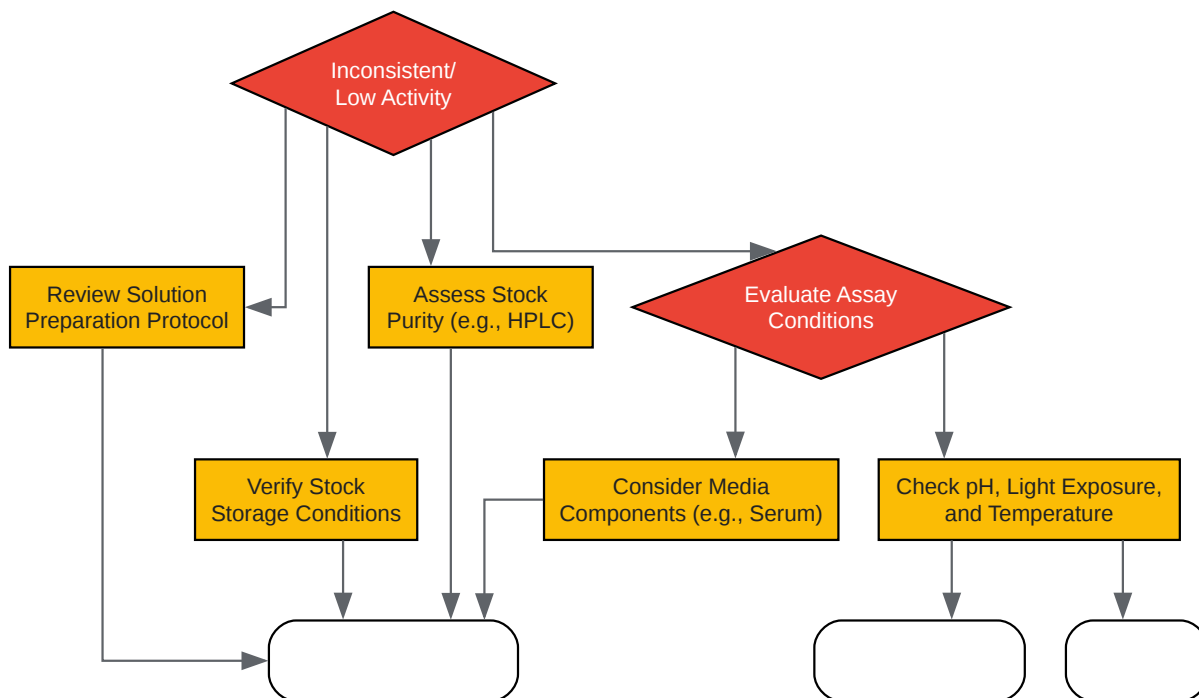 Inconsistent/
Low Activity
Review Solution
Preparation Protocol
Assess Stock
Purity (e.g., HPLC)
Evaluate Assay
Conditions
Verify Stock
Storage Conditions
Consider Media
Components (e.g., Serum)
Check pH, Light Exposure,
and Temperature